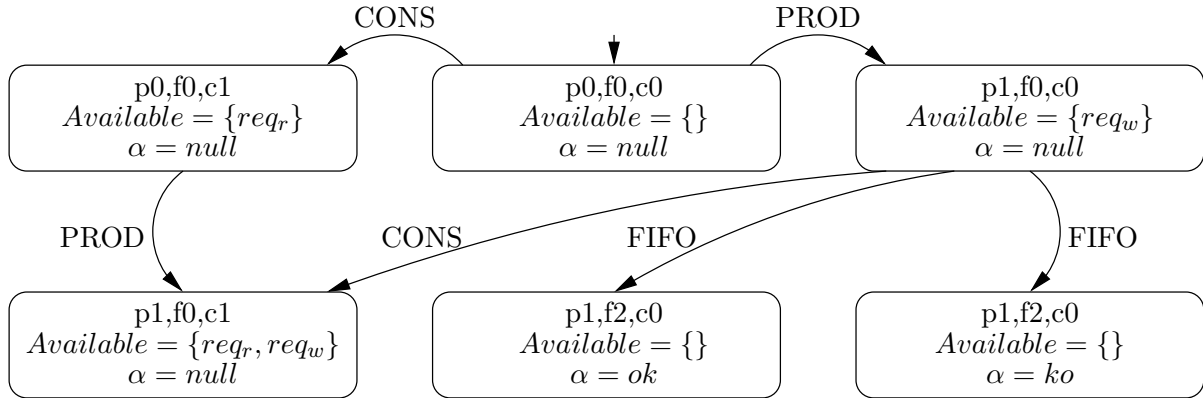 CONS
PROD
p0,f0,c1
Available = {req_r}
α = null
p0,f0,c0
Available = {}
α = null
p1,f0,c0
Available = {req_w}
α = null
PROD
CONS
FIFO
FIFO
p1,f0,c1
Available = {req_r, req_w}
α = null
p1,f2,c0
Available = {}
α = ok
p1,f2,c0
Available = {}
α = ko